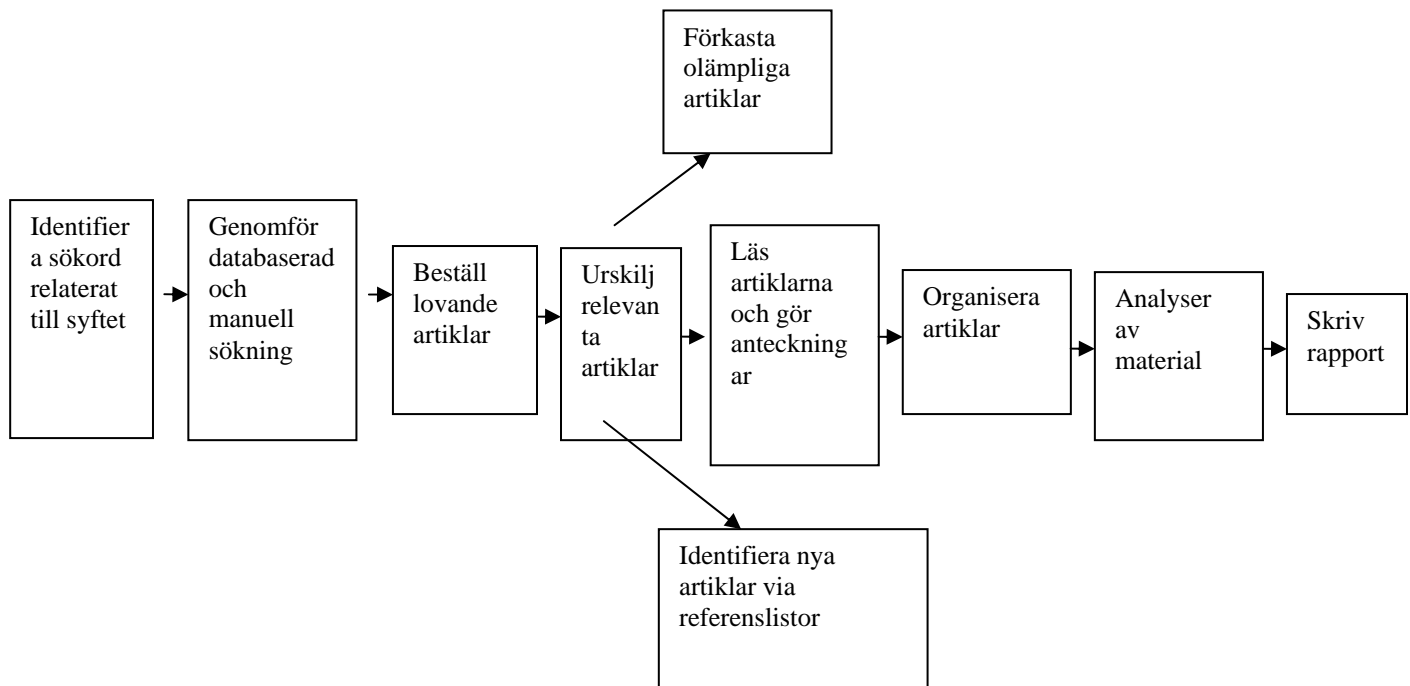 Förkasta
olämpliga
artiklar
Identifier
a sökord
relaterat
till syftet
Genomför
databaserad
och
manuell
sökning
Beställ
lovande
artiklar
Urskilj
relevan
ta
artiklar
Läs
artiklarna
och gör
anteckning
ar
Organisera
artiklar
Analyser
av
material
Skriv
rapport
Identifiera nya
artiklar via
referenslistor